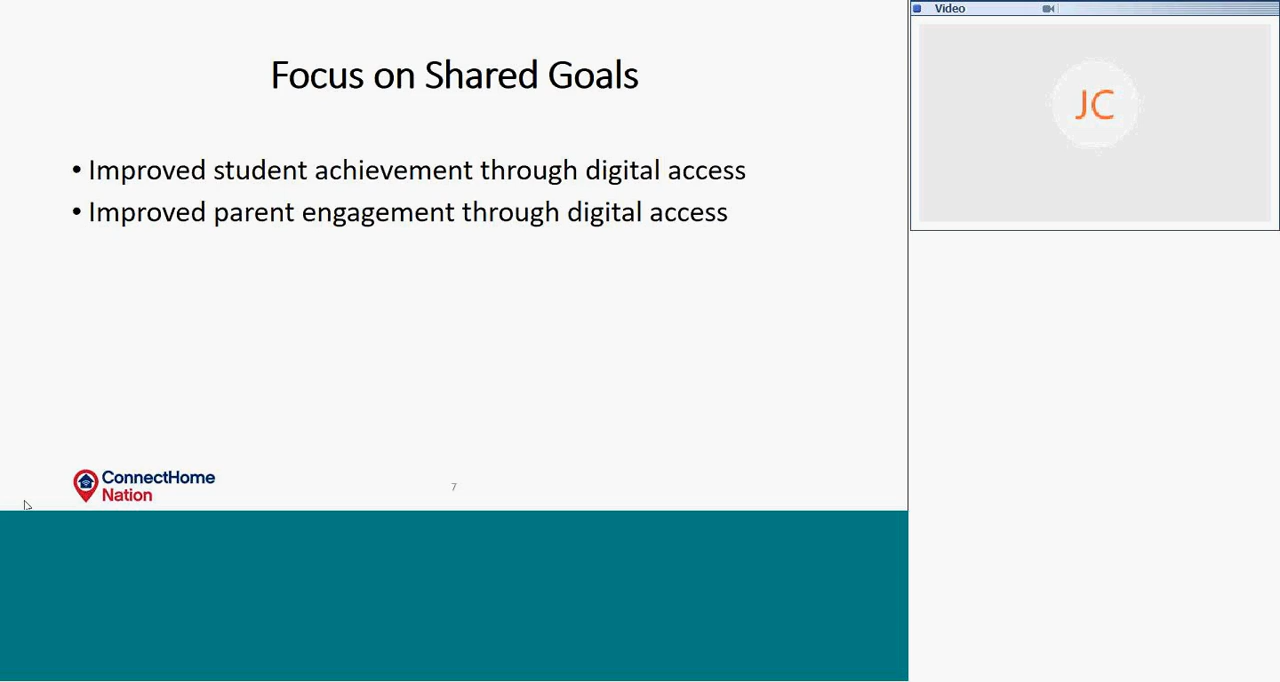 Focus on Shared Goals
• Improved student achievement through digital access
• Improved parent engagement through digital access
ConnectHome
Nation
7
Video
JC